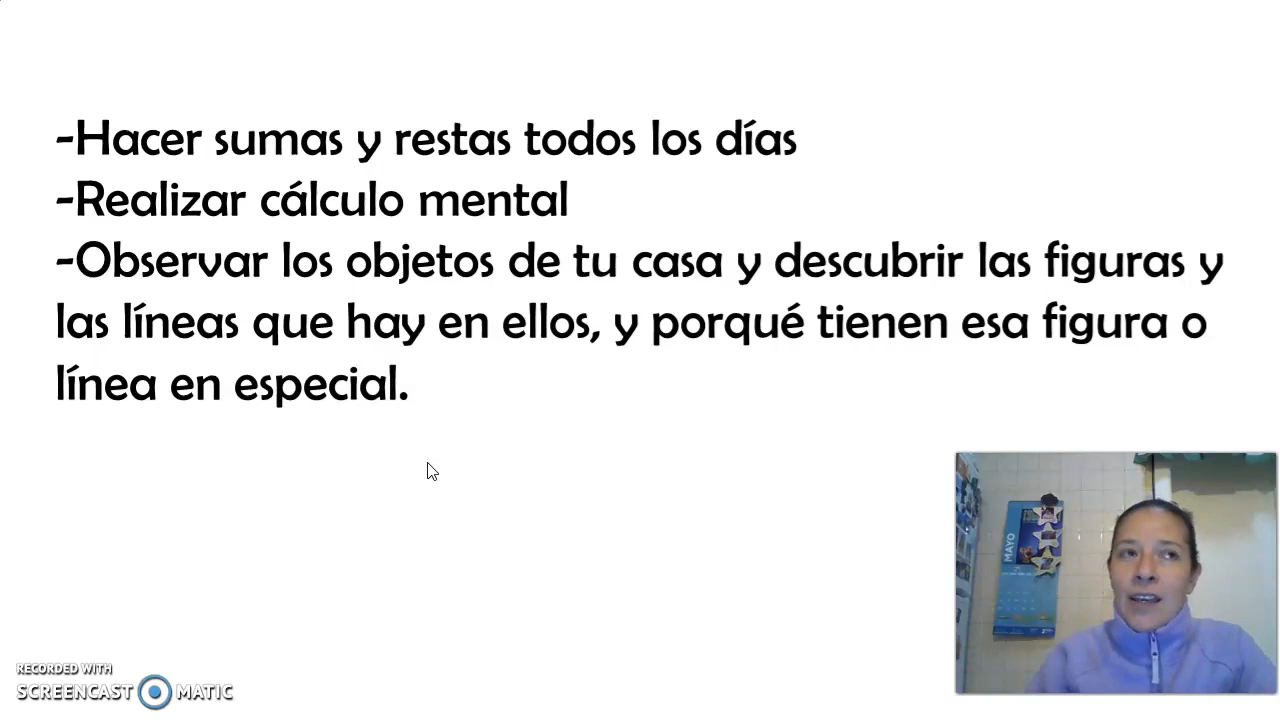 -Hacer sumas y restas todos los días
-Realizar cálculo mental
-Observar los objetos de tu casa y descubrir las figuras y
las líneas que hay en ellos, y porqué tienen esa figura o
línea en especial.
MAYO
RECORDED WITH
SCREENCAST MATIC